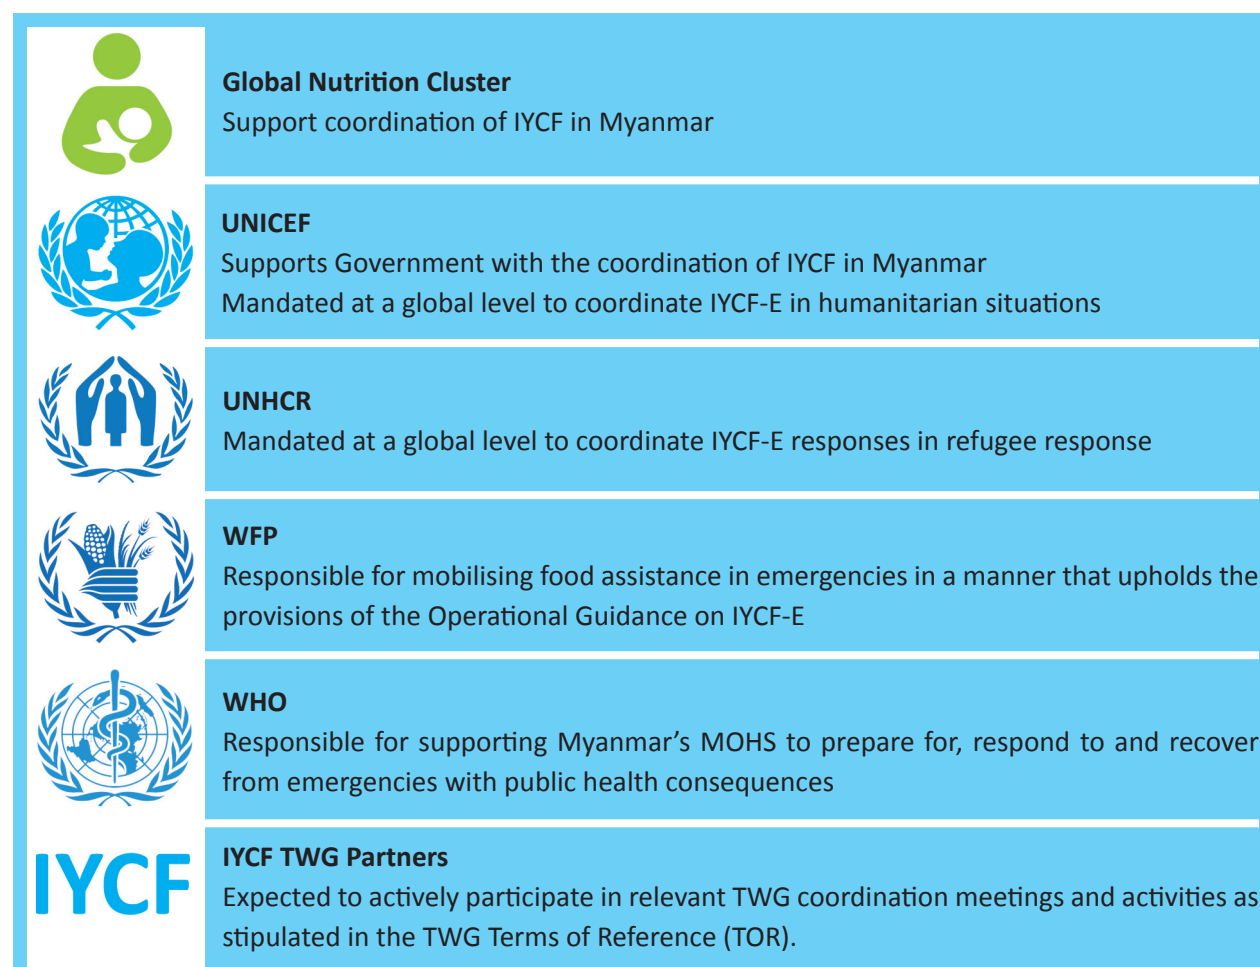 Global Nutrition Cluster
Support coordination of IYCF in Myanmar
UNICEF
Supports Government with the coordination of IYCF in Myanmar
Mandated at a global level to coordinate IYCF-E in humanitarian situations
UNHCR
Mandated at a global level to coordinate IYCF-E responses in refugee response
WFP
Responsible for mobilising food assistance in emergencies in a manner that upholds the
provisions of the Operational Guidance on IYCF-E
WHO
Responsible for supporting Myanmar’s MOHS to prepare for, respond to and recover
from emergencies with public health consequences
IYCF
IYCF TWG Partners
Expected to actively participate in relevant TWG coordination meetings and activities as
stipulated in the TWG Terms of Reference (TOR).